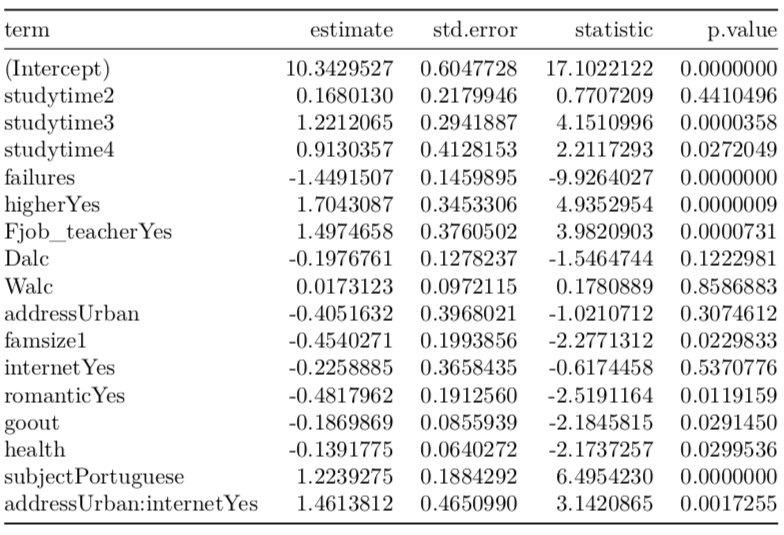 term estimate std.error statistic p.value
(Intercept) 10.3429527 0.6047728 17.1022122 0.0000000
studytime2 0.1680130 0.2179946 0.7707209 0.4410496
studytime3 1.2212065 0.2941887 4.1510996 0.0000358
studytime4 0.9130357 0.4128153 2.2117293 0.0272049
failures -1.4491507 0.1459895 -9.9264027 0.0000000
higherYes 1.7043087 0.3453306 4.9352954 0.0000009
Fjob_teacherYes 1.4974658 0.3760502 3.9820903 0.0000731
Dalc -0.1976761 0.1278237 -1.5464744 0.1222981
Walc 0.0173123 0.0972115 0.1780889 0.8586883
addressUrban -0.4051632 0.3968021 -1.0210712 0.3074612
famsize1 -0.4540271 0.1993856 -2.2771312 0.0229833
internetYes -0.2258885 0.3658435 -0.6174458 0.5370776
romanticYes -0.4817962 0.1912560 -2.5191164 0.0119159
goout -0.1869869 0.0855939 -2.1845815 0.0291450
health -0.1391775 0.0640272 -2.1737257 0.0299536
subjectPortuguese 1.2239275 0.1884292 6.4954230 0.0000000
addressUrban:internetYes 1.4613812 0.4650990 3.1420865 0.0017255